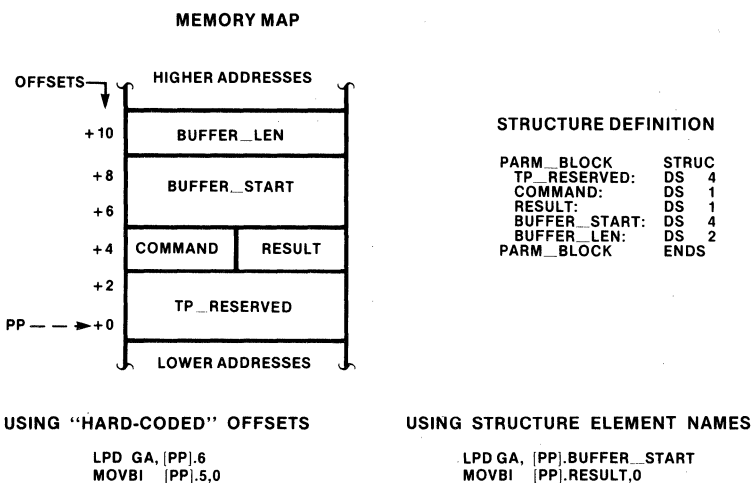 MEMORY MAP
OFFSETS
HIGHER ADDRESSES
+10
BUFFER_LEN
+8
BUFFER_START
+6
+4
COMMAND
RESULT
+2
TP_RESERVED
PP
+0
LOWER ADDRESSES
STRUCTURE DEFINITION
PARM_BLOCK STRUC
TP_RESERVED: DS 4
COMMAND: DS 1
RESULT: DS 1
BUFFER_START: DS 4
BUFFER_LEN: DS 2
PARM_BLOCK ENDS
USING "HARD-CODED" OFFSETS
LPD GA, [PP].6
MOVBI [PP].5,0
USING STRUCTURE ELEMENT NAMES
LPD GA, [PP].BUFFER_START
MOVBI [PP].RESULT,0